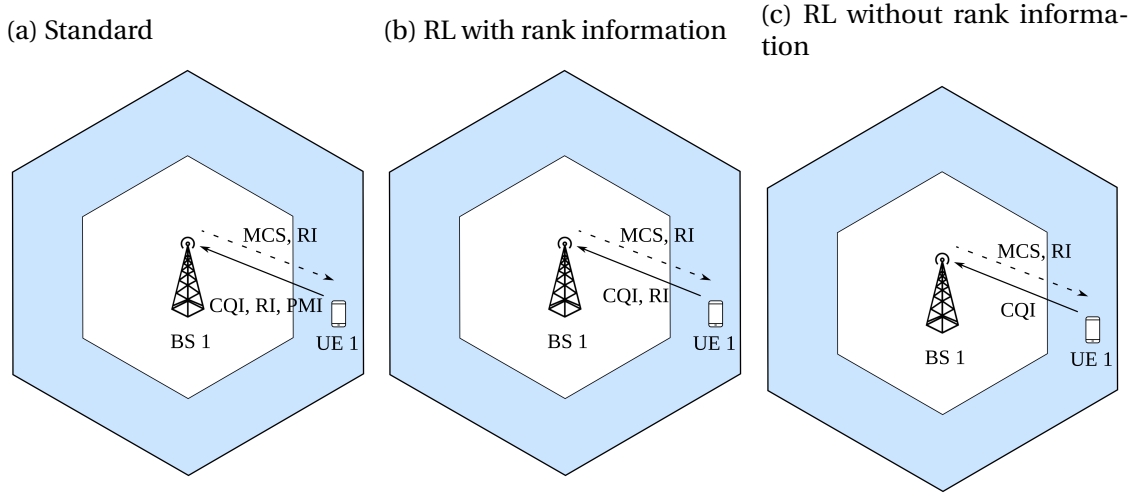 (a) Standard
MCS, RI
CQI, RI, PMI
BS 1
UE 1
(b) RL with rank information
MCS, RI
CQI, RI
BS 1
UE 1
(c) RL without rank informa-
tion
MCS, RI
CQI
BS 1
UE 1